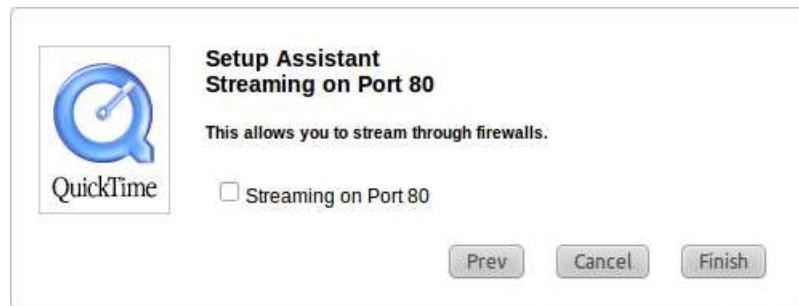 Setup Assistant
Streaming on Port 80
This allows you to stream through firewalls.
QuickTime
Streaming on Port 80
Prev
Cancel
Finish